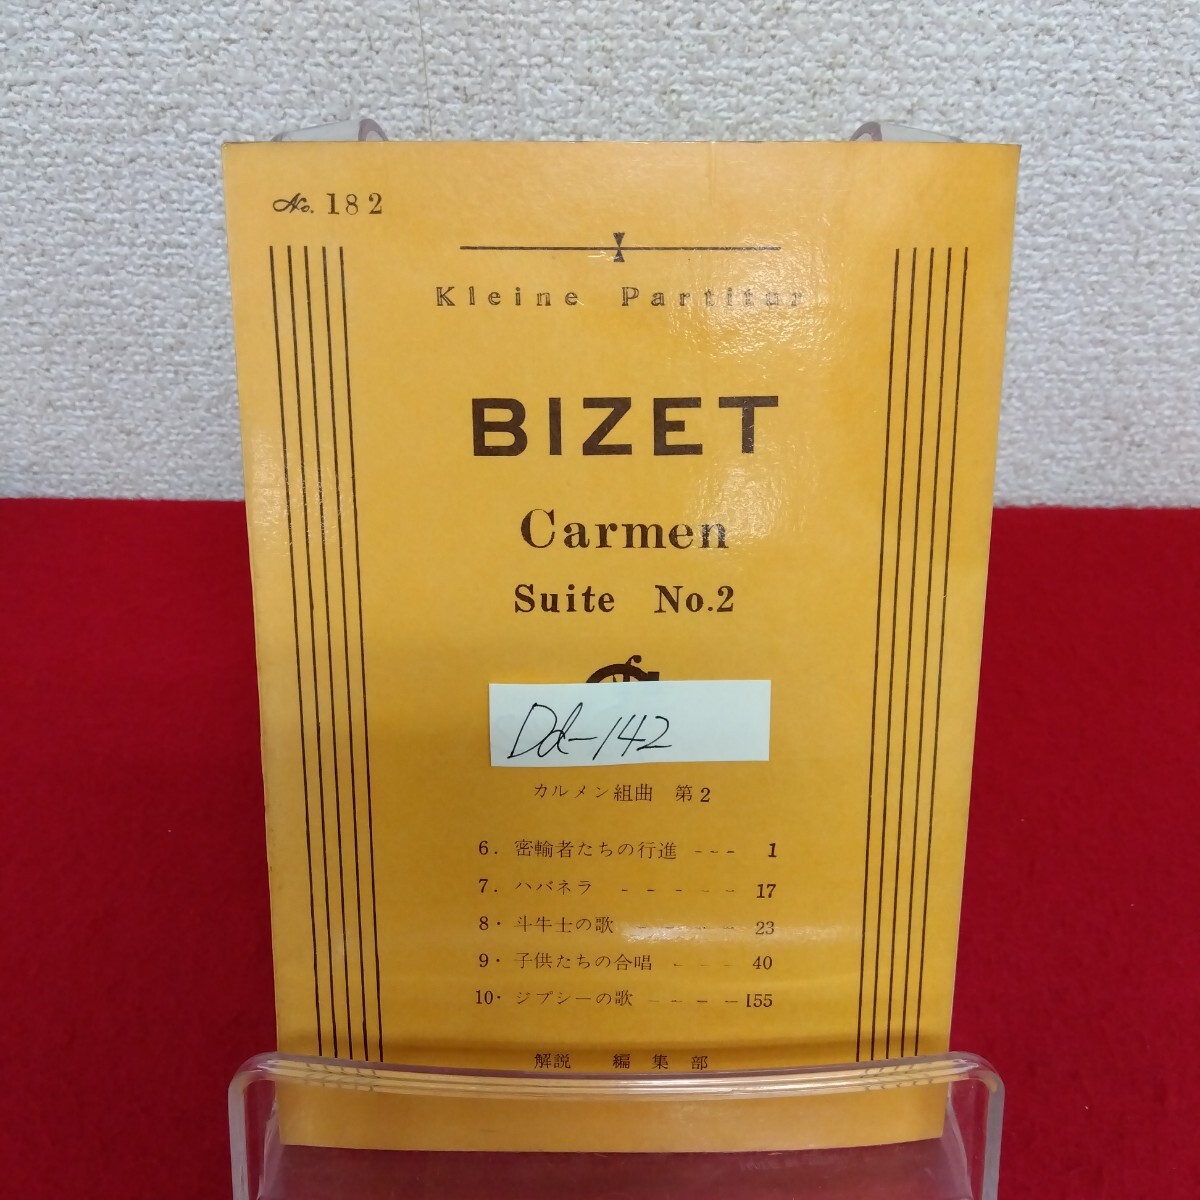 No. 182
Kleine Partitur
BIZET
Carmen
Suite No.2
Dd-142
カルメン組曲 第2
6. 密輸者たちの行進 --- 1
7. ハバネラ ----- 17
8. 斗牛士の歌 ---- 23
9. 子供たちの合唱 --- 40
10. ジプシーの歌 ---- 155
解説 編集部